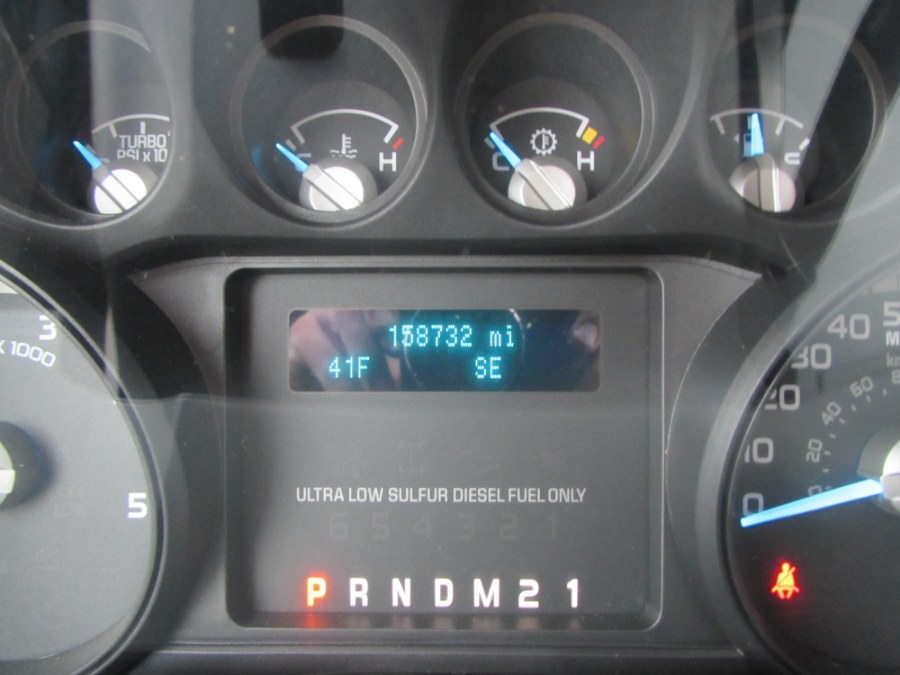 TURBO
PSI x 10
H
C
H
158732 mi
41F SE
3
X 1000
5
ULTRA LOW SULFUR DIESEL FUEL ONLY
6 5 4 3 2 1
P R N D M 2 1
5
40
30
20
10
0
60
40
20